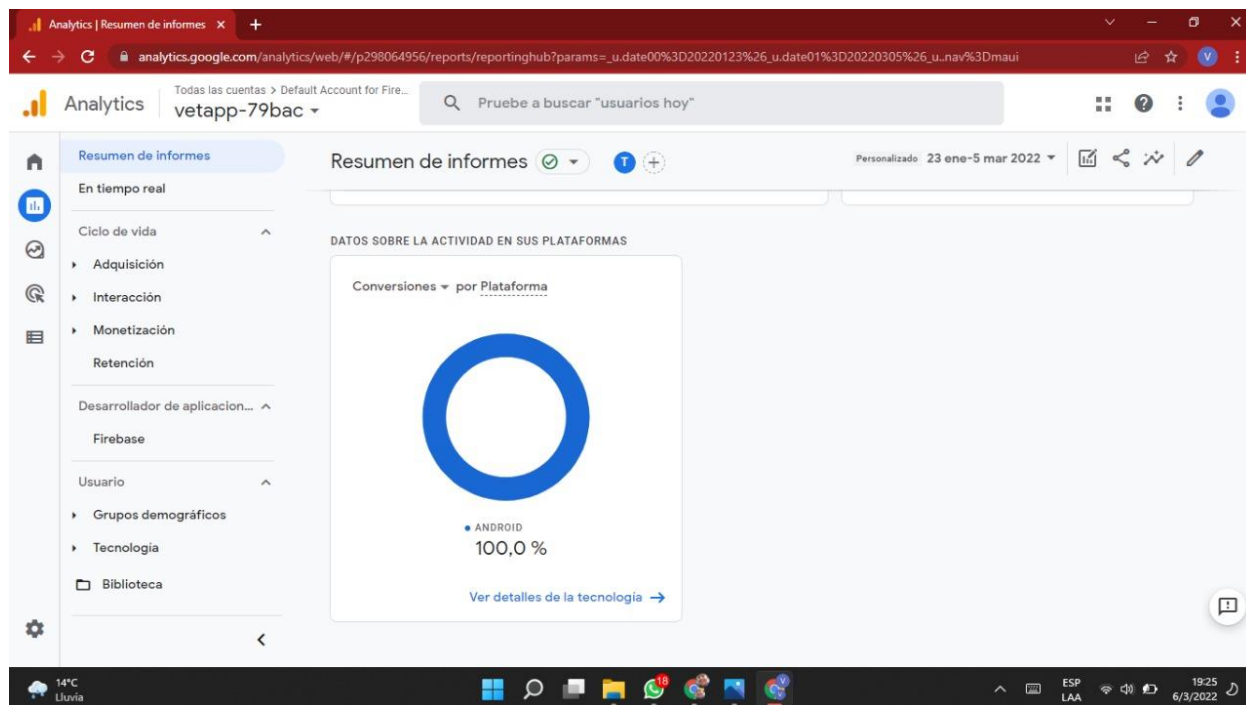 Analytics | Resumen de informes
analytics.google.com/analytics/web/#/p298064956/reports/reportinghub?params=_u.date00%3D20220123%26_u.date01%3D20220305%26_u..nav%3Dmaui
V
Analytics
Todas las cuentas > Default Account for Fire...
vetapp-79bac
Pruebe a buscar "usuarios hoy"
Resumen de informes
En tiempo real
Ciclo de vida
Adquisición
Interacción
Monetización
Retención
Desarrollador de aplicacion...
Firebase
Usuario
Grupos demográficos
Tecnología
Biblioteca
Resumen de informes
T
Personalizado 23 ene-5 mar 2022
DATOS SOBRE LA ACTIVIDAD EN SUS PLATAFORMAS
Conversiones por Plataforma
ANDROID
100,0 %
Ver detalles de la tecnología →
14°C
Lluvia
18
V
ESP
LAA
19:25
6/3/2022